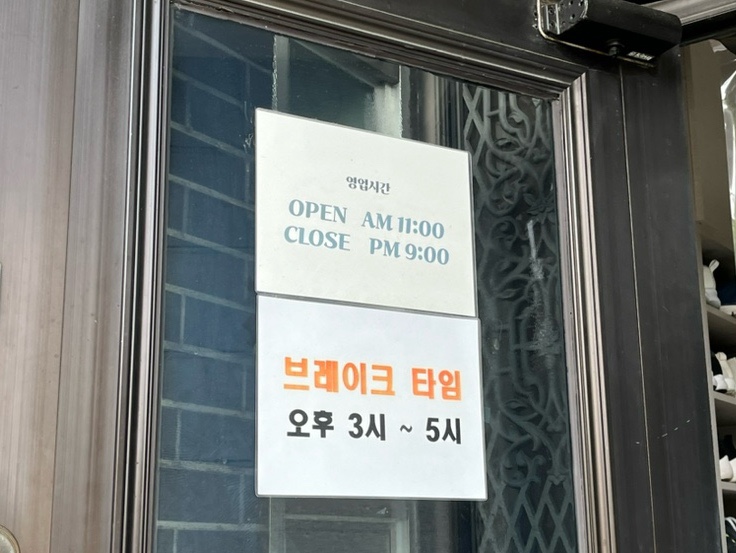 영업시간
OPEN AM 11:00
CLOSE PM 9:00
브레이크 타임
오후 3시 ~ 5시